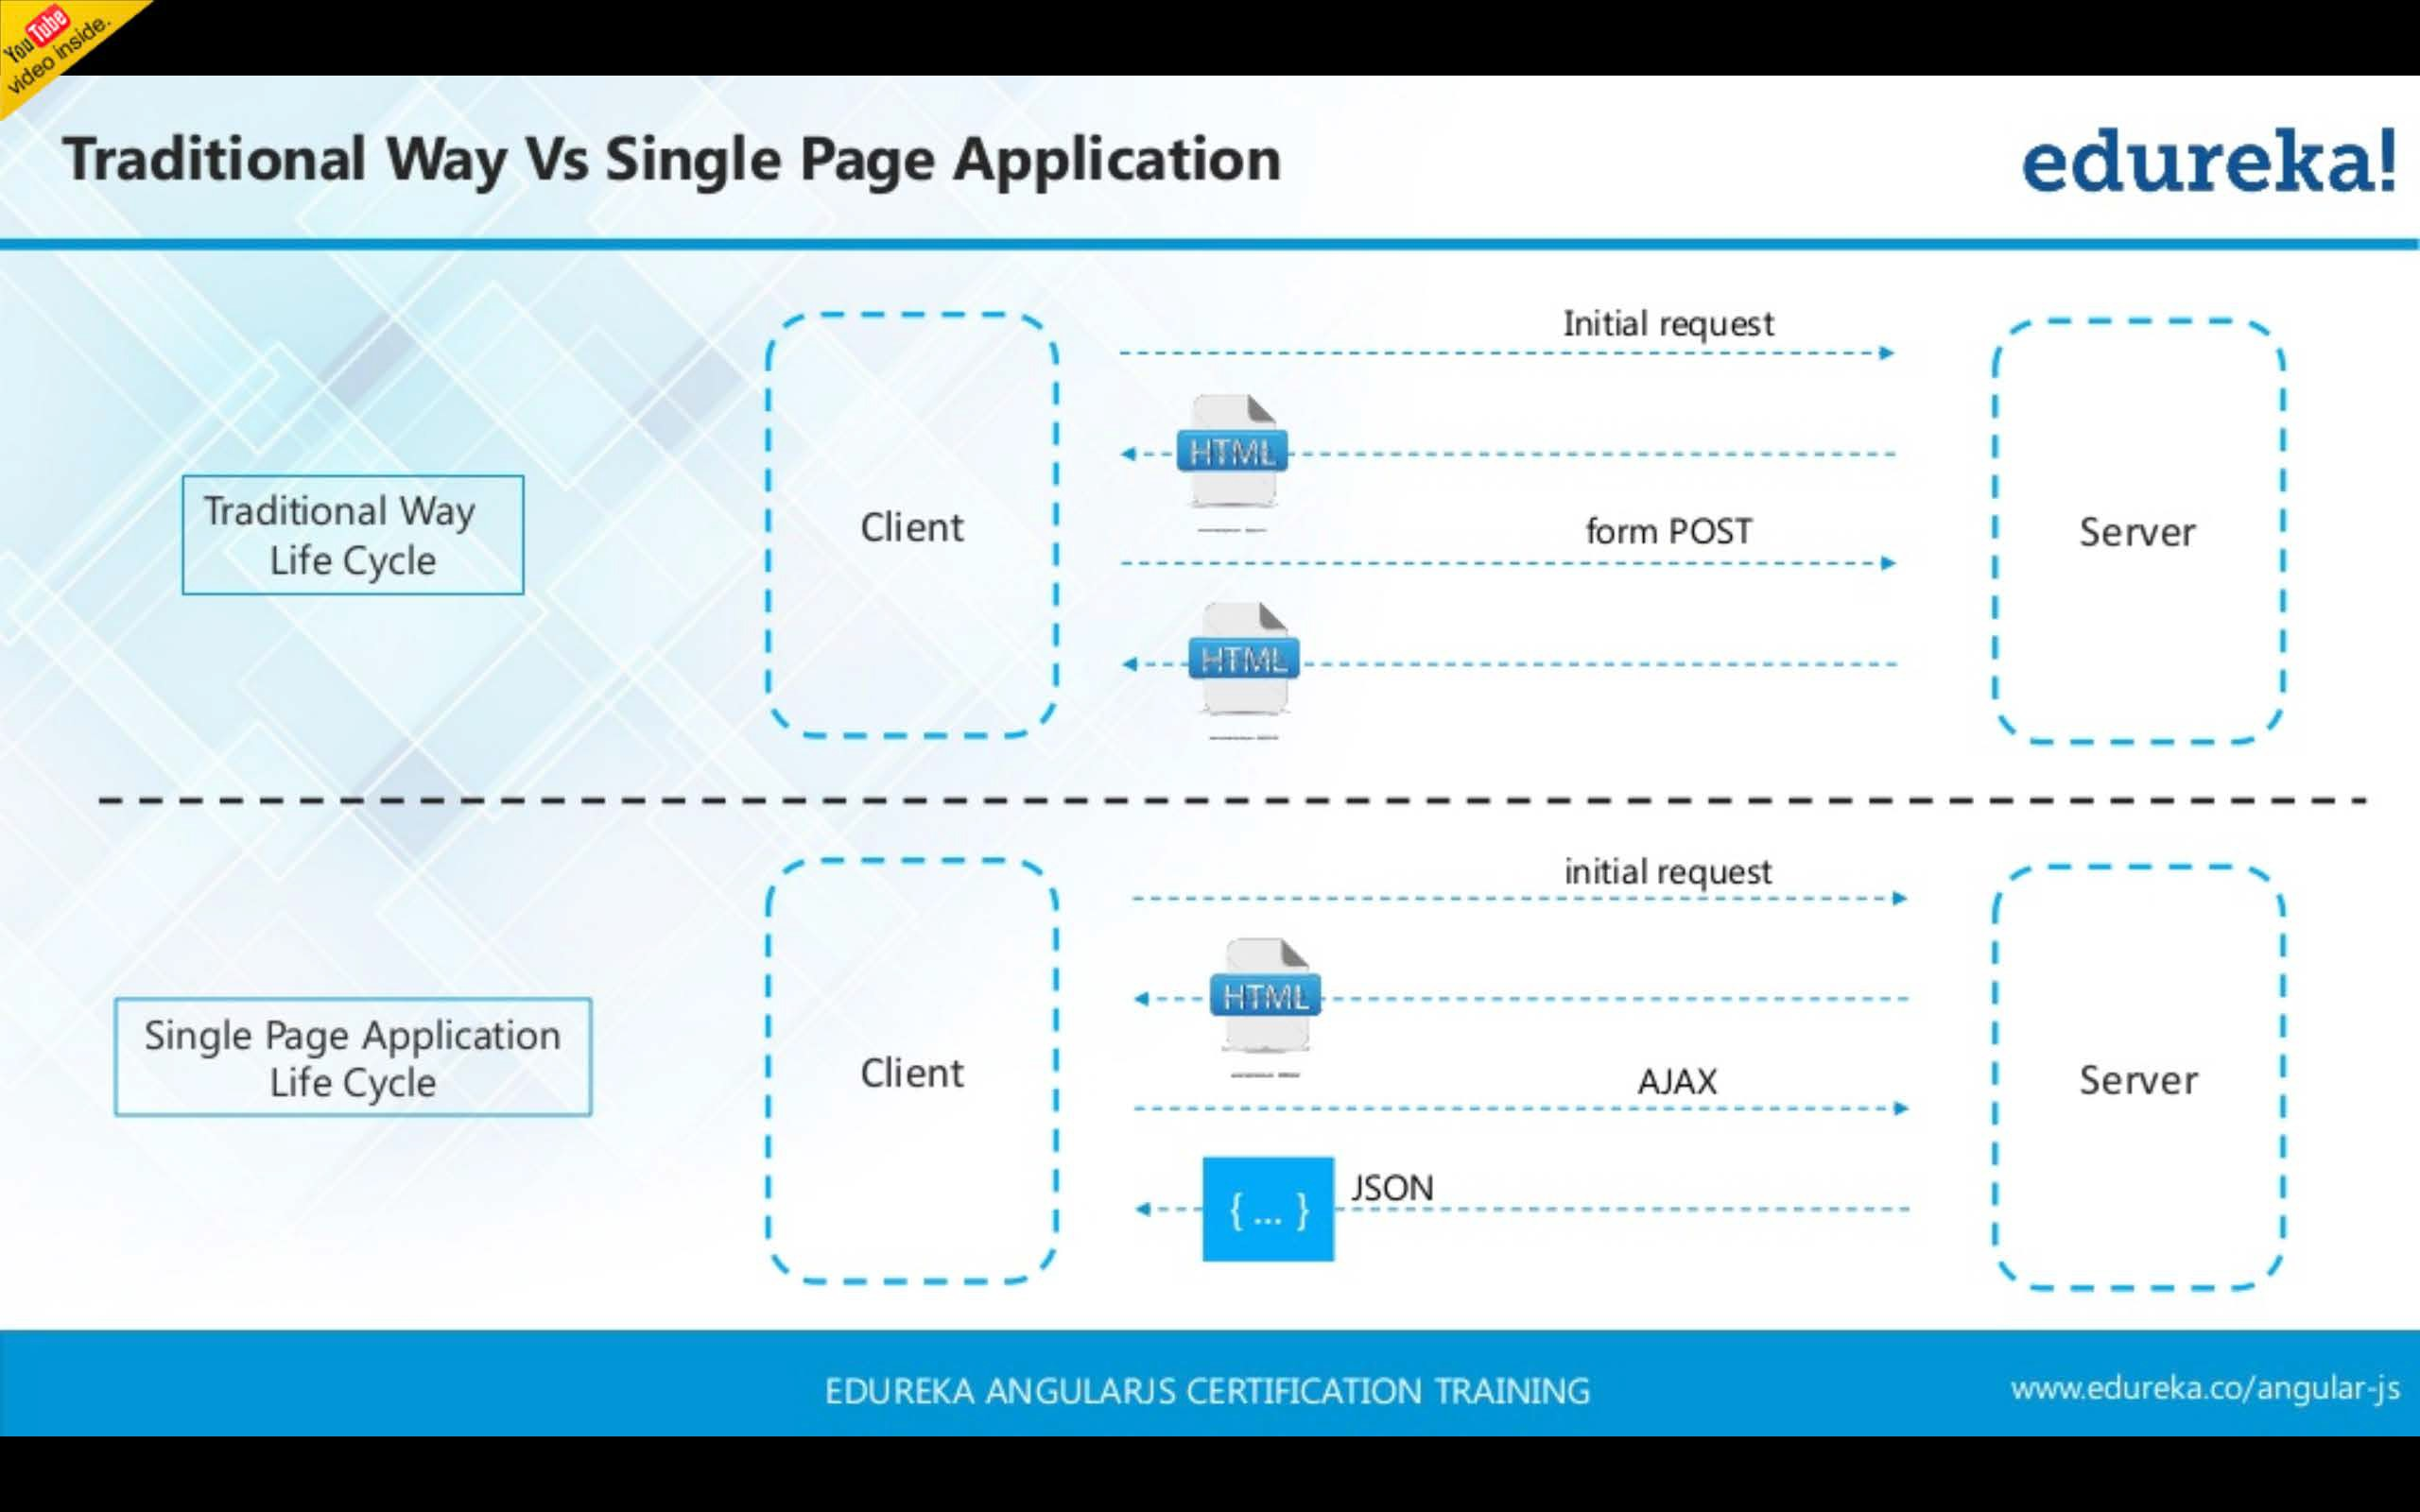 You Tube
video inside.
Traditional Way Vs Single Page Application
edureka!
Initial request
HTML
Traditional Way
Life Cycle
Client
form POST
Server
HTML
initial request
HTML
Single Page Application
Life Cycle
Client
AJAX
Server
JSON
{ ... }
EDUREKA ANGULARJS CERTIFICATION TRAINING
www.edureka.co/angular-js